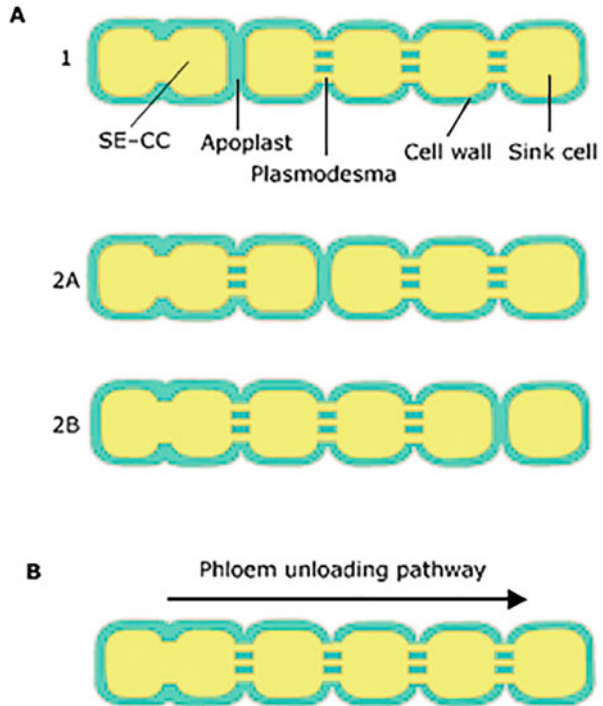 A
1
SE–CC
Apoplast
Plasmodesma
Cell wall
Sink cell
2A
2B
B
Phloem unloading pathway